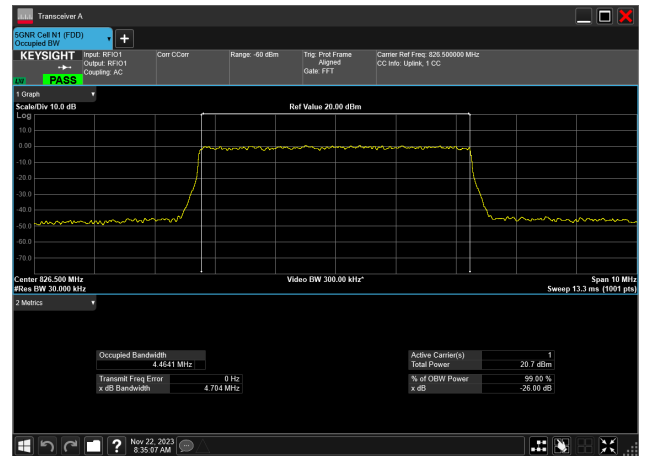 Transceiver A
5GNR Cell N1 (FDD)
Occupied BW
KEYSIGHT
Input: RFIO1
Output: RFIO1
Coupling: AC
Corr CCorr
Range: -60 dBm
Trig: Prot Frame
Aligned
Gate: FFT
Carrier Ref Freq: 826.500000 MHz
CC Info: Uplink, 1 CC
PASS
1 Graph
Scale/Div 10.0 dB
Ref Value 20.00 dBm
Log
10.0
0.00
-10.0
-20.0
-30.0
-40.0
-50.0
-60.0
-70.0
Center 826.500 MHz
Video BW 300.00 kHz*
Span 10 MHz
#Res BW 30.000 kHz
Sweep 13.3 ms (1001 pts)
2 Metrics
Occupied Bandwidth
4.4641 MHz
Active Carrier(s) 1
Total Power 20.7 dBm
Transmit Freq Error 0 Hz
x dB Bandwidth 4.704 MHz
% of OBW Power 99.00 %
x dB -26.00 dB
Nov 22, 2023
8:35:07 AM